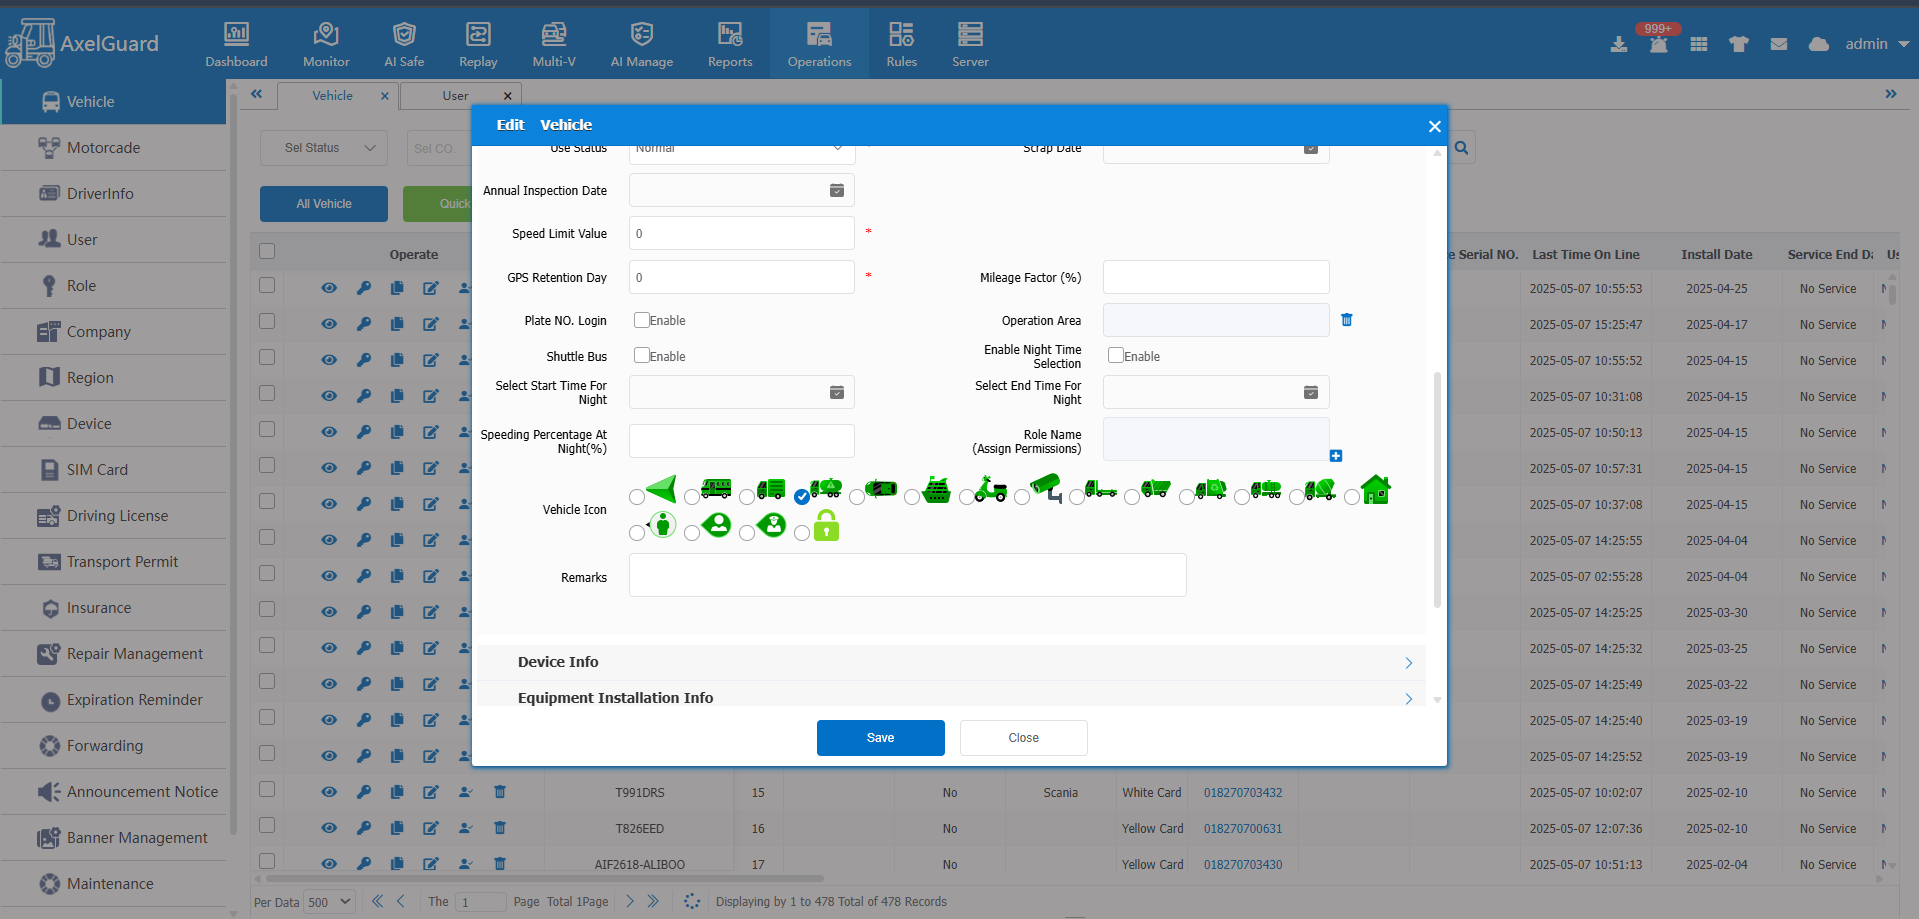 AxelGuard
Dashboard
Monitor
AI Safe
Replay
Multi-V
AI Manage
Reports
Operations
Rules
Server
999+
admin
Vehicle
Motorcade
DriverInfo
User
Role
Company
Region
Device
SIM Card
Driving License
Transport Permit
Insurance
Repair Management
Expiration Reminder
Forwarding
Announcement Notice
Banner Management
Maintenance
Vehicle
User
Sel Status
Sel CO.
All Vehicle
Quick
Operate
Edit Vehicle
Use Status
Normal
Scrap Date
Annual Inspection Date
Speed Limit Value
0
*
GPS Retention Day
0
*
Mileage Factor (%)
Plate NO. Login
Enable
Operation Area
Shuttle Bus
Enable
Enable Night Time
Selection
Enable
Select Start Time For
Night
Select End Time For
Night
Speeding Percentage At
Night(%)
Role Name
(Assign Permissions)
Vehicle Icon
Remarks
Device Info
Equipment Installation Info
Save
Close
e Serial NO. Last Time On Line Install Date Service End Da Us
2025-05-07 10:55:53 2025-04-25 No Service
2025-05-07 15:25:47 2025-04-17 No Service
2025-05-07 10:55:52 2025-04-15 No Service
2025-05-07 10:31:08 2025-04-15 No Service
2025-05-07 10:50:13 2025-04-15 No Service
2025-05-07 10:57:31 2025-04-15 No Service
2025-05-07 10:37:08 2025-04-15 No Service
2025-05-07 14:25:55 2025-04-04 No Service
2025-05-07 02:55:28 2025-04-04 No Service
2025-05-07 14:25:25 2025-03-30 No Service
2025-05-07 14:25:32 2025-03-25 No Service
2025-05-07 14:25:49 2025-03-22 No Service
2025-05-07 14:25:40 2025-03-19 No Service
2025-05-07 14:25:52 2025-03-19 No Service
T991DRS 15 No Scania White Card 018270703432 2025-05-07 10:02:07 2025-02-10 No Service
T826EED 16 No Yellow Card 018270700631 2025-05-07 12:07:36 2025-02-10 No Service
AIF2618-ALIBOO 17 No Yellow Card 018270703430 2025-05-07 10:51:13 2025-02-04 No Service
Per Data 500 The 1 Page Total 1Page Displaying by 1 to 478 Total of 478 Records